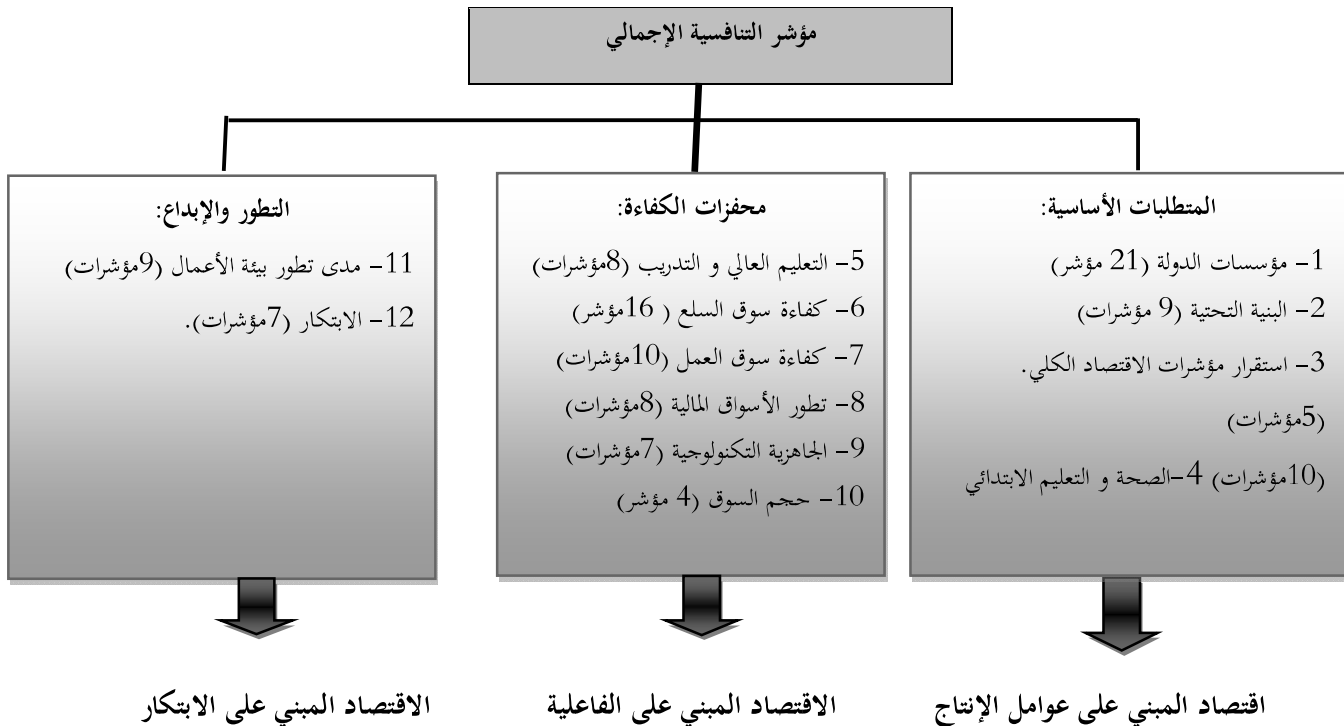 مؤشر التنافسية الإجمالي
المتطلبات الأساسية:
1- مؤسسات الدولة (21 مؤشر)
2- البنية التحتية (9 مؤشرات)
3- استقرار مؤشرات الاقتصاد الكلي.
(5مؤشرات)
(10مؤشرات) 4-الصحة و التعليم الابتدائي
محفزات الكفاءة:
5- التعليم العالي و التدريب (8مؤشرات)
6- كفاءة سوق السلع ( 16مؤشر)
7- كفاءة سوق العمل (10مؤشرات)
8- تطور الأسواق المالية (8مؤشرات)
9- الجاهزية التكنولوجية (7مؤشرات)
10- حجم السوق (4 مؤشر)
التطور والإبداع:
11- مدى تطور بيئة الأعمال (9مؤشرات)
12- الابتكار (7مؤشرات).
اقتصاد المبني على عوامل الإنتاج
الاقتصاد المبني على الفاعلية
الاقتصاد المبني على الابتكار